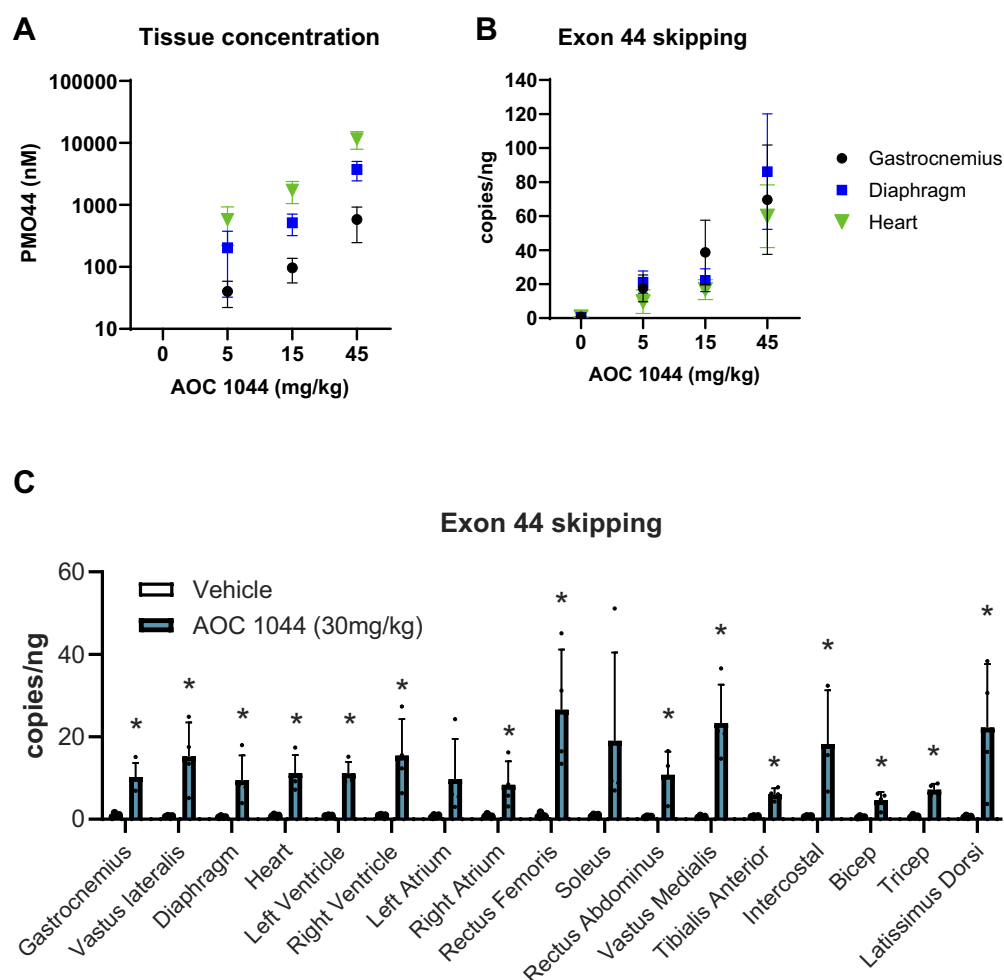 A
Tissue concentration
100000
10000
1000
100
10
PMO44 (nM)
0 5 15 45
AOC 1044 (mg/kg)
B
Exon 44 skipping
140
120
100
80
60
40
20
0
copies/ng
0 5 15 45
AOC 1044 (mg/kg)
Gastrocnemius
Diaphragm
Heart
C
Exon 44 skipping
60
40
20
0
copies/ng
Vehicle
AOC 1044 (30mg/kg)
* * * * * * * * * * * * * * *
Gastrocnemius
Vastus lateralis
Diaphragm
Heart
Left Ventricle
Right Ventricle
Left Atrium
Right Atrium
Rectus Femoris
Soleus
Rectus Abdominus
Vastus Medialis
Tibialis Anterior
Intercostal
Bicep
Tricep
Latissimus Dorsi